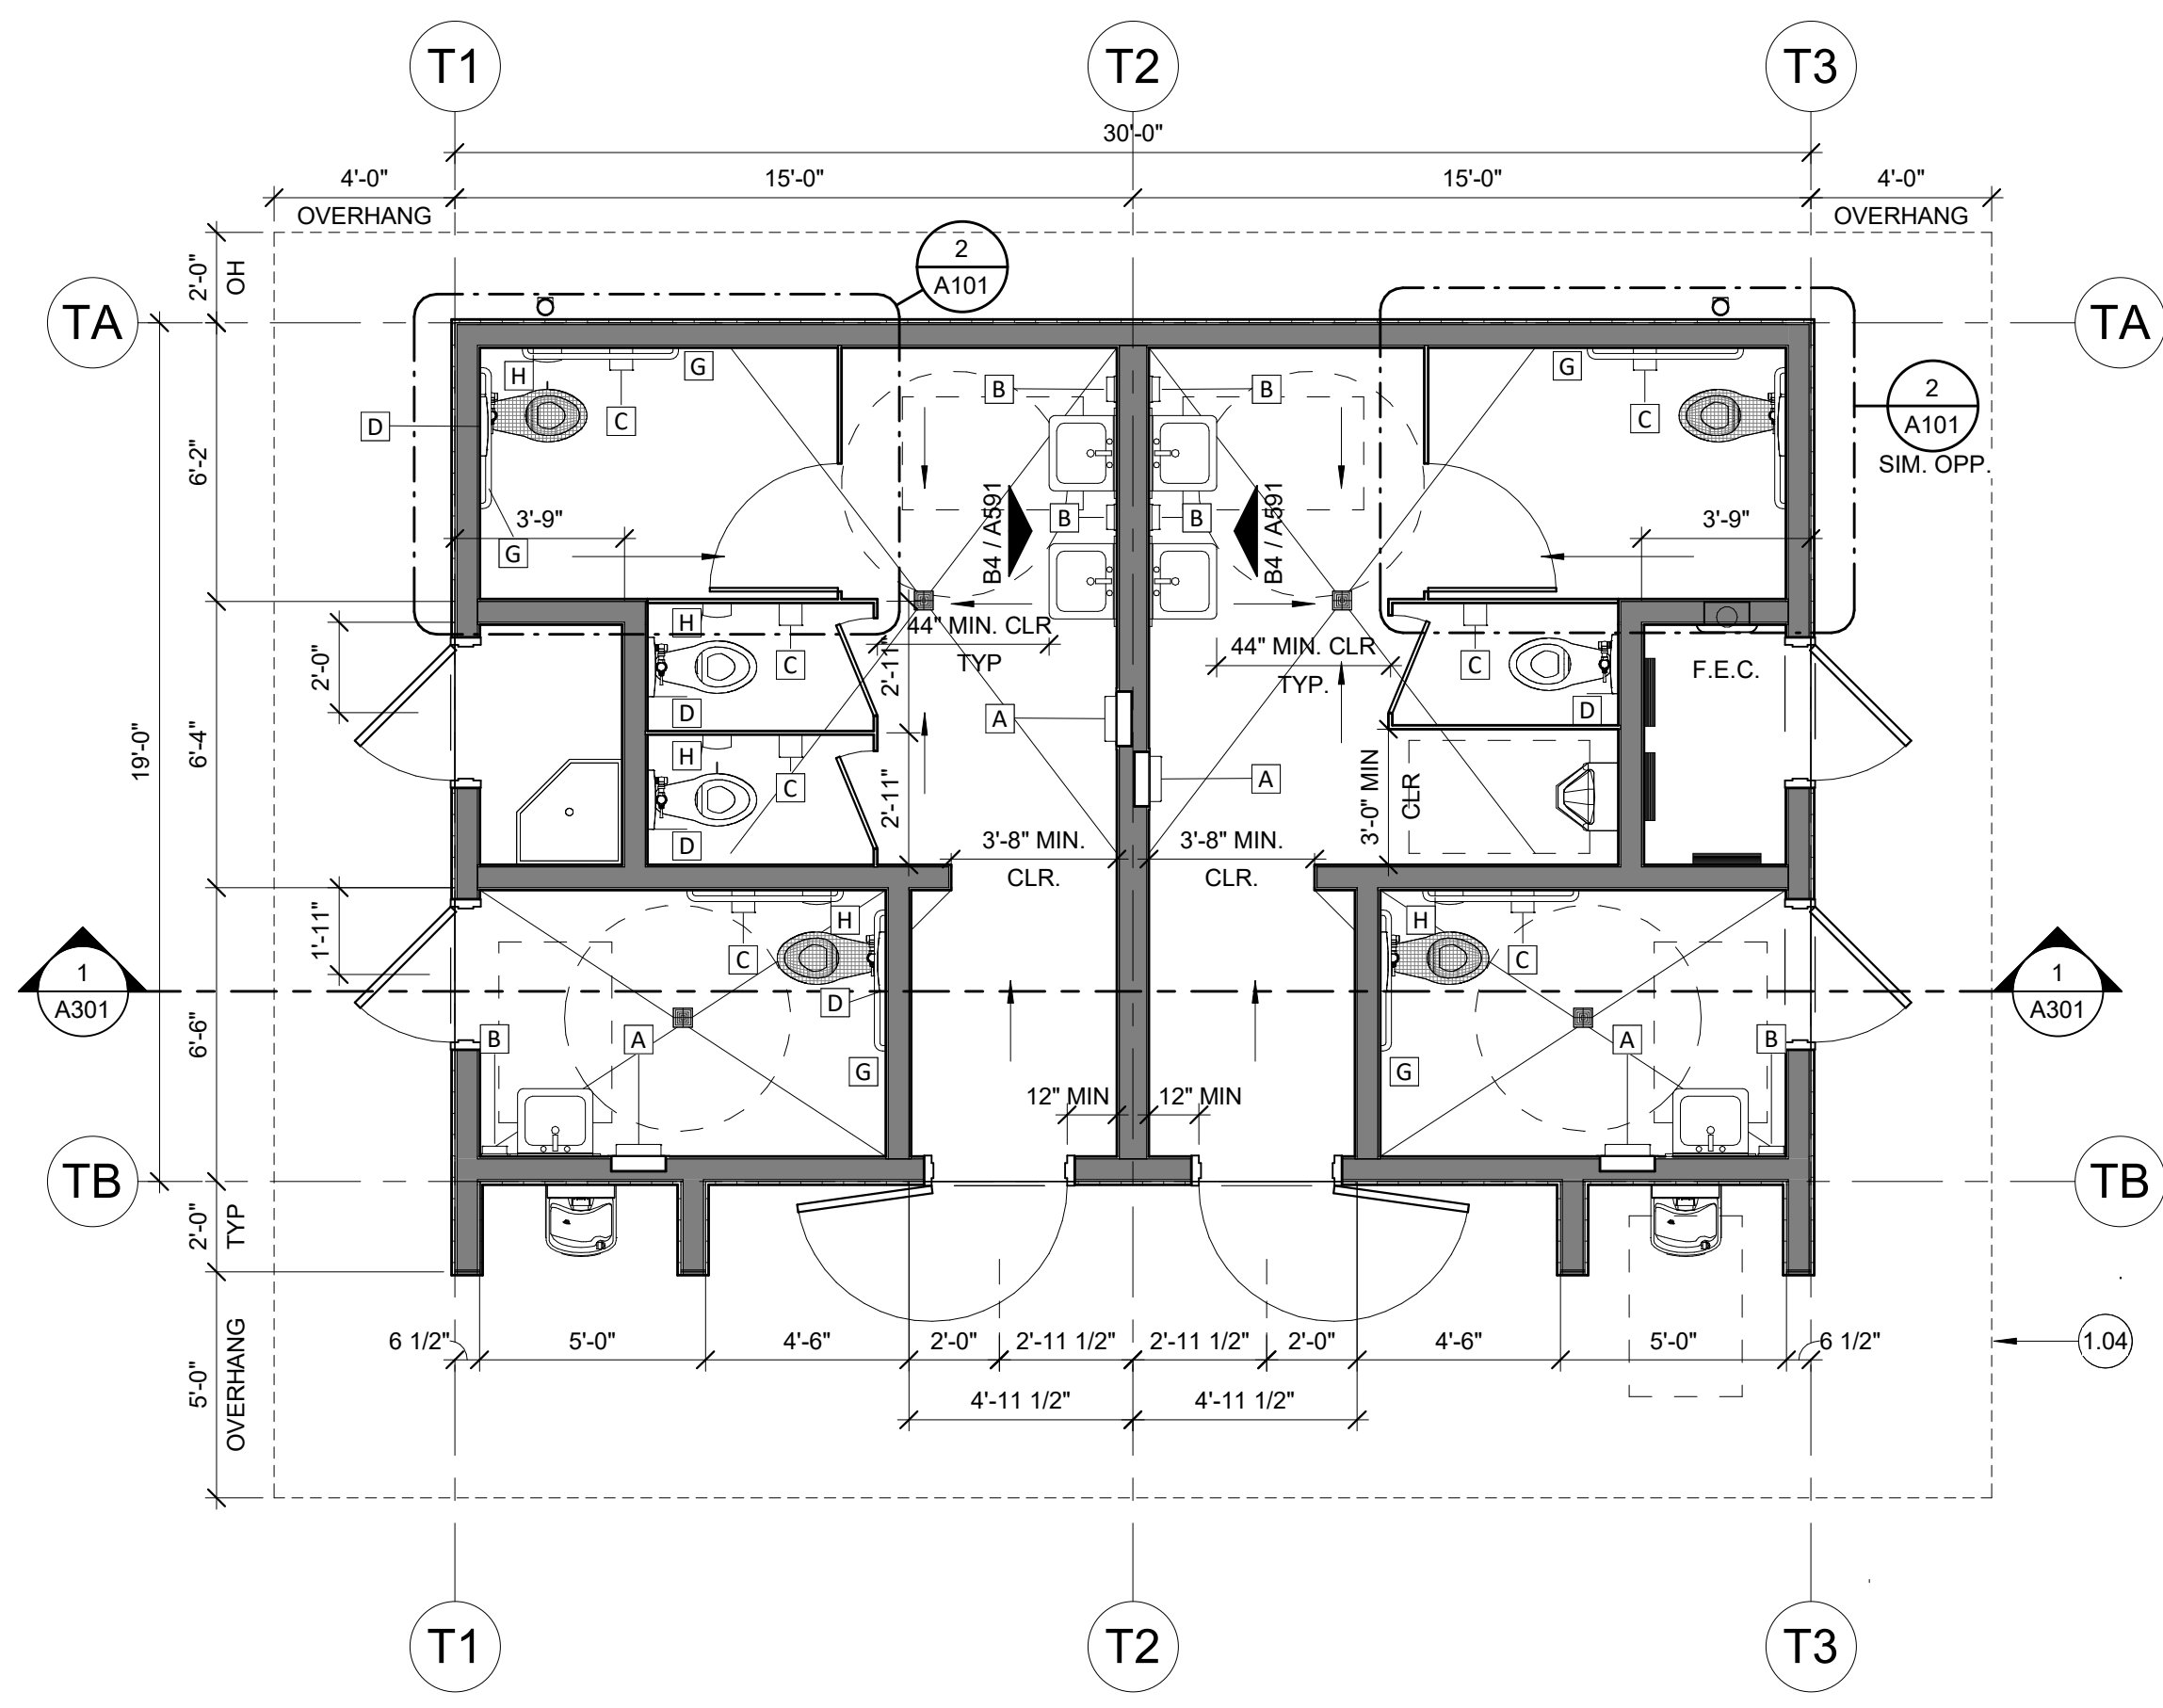 T1
T2
T3
30'-0"
4'-0"
15'-0"
15'-0"
4'-0"
OVERHANG
OVERHANG
2'-0"
OH
2
A101
TA
TA
H
G
B
B
G
C
D
C
2
A101
SIM. OPP.
6'-2"
3'-9"
G
B
B
B4 / A591
B4 / A591
3'-9"
H
C
44" MIN. CLR
TYP
2'-11"
44" MIN. CLR
TYP.
C
F.E.C.
2'-0"
D
A
D
19'-0"
6'-4"
H
C
2'-11"
A
3'-0" MIN
CLR
D
3'-8" MIN.
CLR.
3'-8" MIN.
CLR.
1'-11"
H
C
H
C
1
A301
D
1
A301
6'-6"
B
A
A
B
G
G
12" MIN
12" MIN
TB
TB
2'-0"
TYP
6 1/2"
5'-0"
4'-6"
2'-0"
2'-11 1/2"
2'-11 1/2"
2'-0"
4'-6"
5'-0"
6 1/2"
1.04
5'-0"
OVERHANG
4'-11 1/2"
4'-11 1/2"
T1
T2
T3